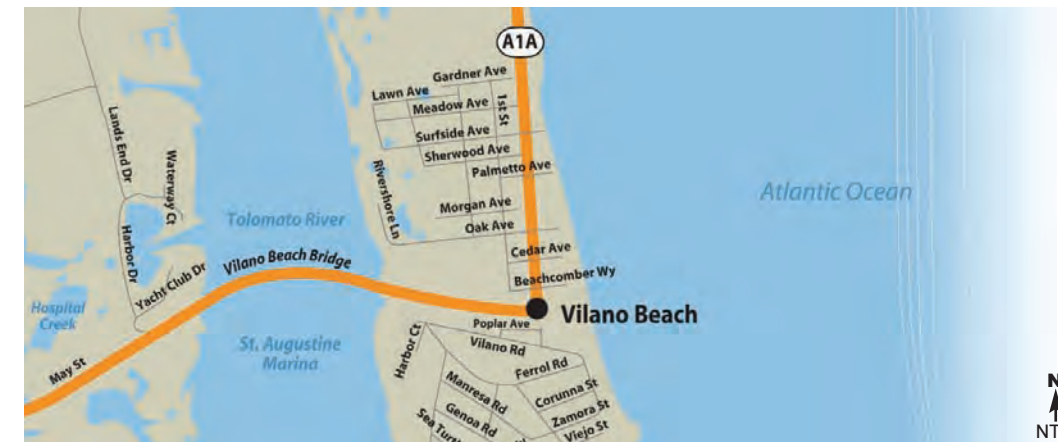 A1A
Gardner Ave
Lawn Ave
Meadow Ave
1st St
Surfside Ave
Sherwood Ave
Palmetto Ave
Rivershore Ln
Morgan Ave
Oak Ave
Cedar Ave
Beachcomber Wy
Lands End Dr
Waterway Ct
Harbor Dr
Yacht Club Dr
Tolomato River
Vilano Beach Bridge
Atlantic Ocean
Hospital
Creek
May St
St. Augustine
Marina
Vilano Beach
Poplar Ave
Vilano Rd
Harbor Ct
Ferrol Rd
Manresa Rd
Corunna St
Genoa Rd
Zamora St
Viejo St
N